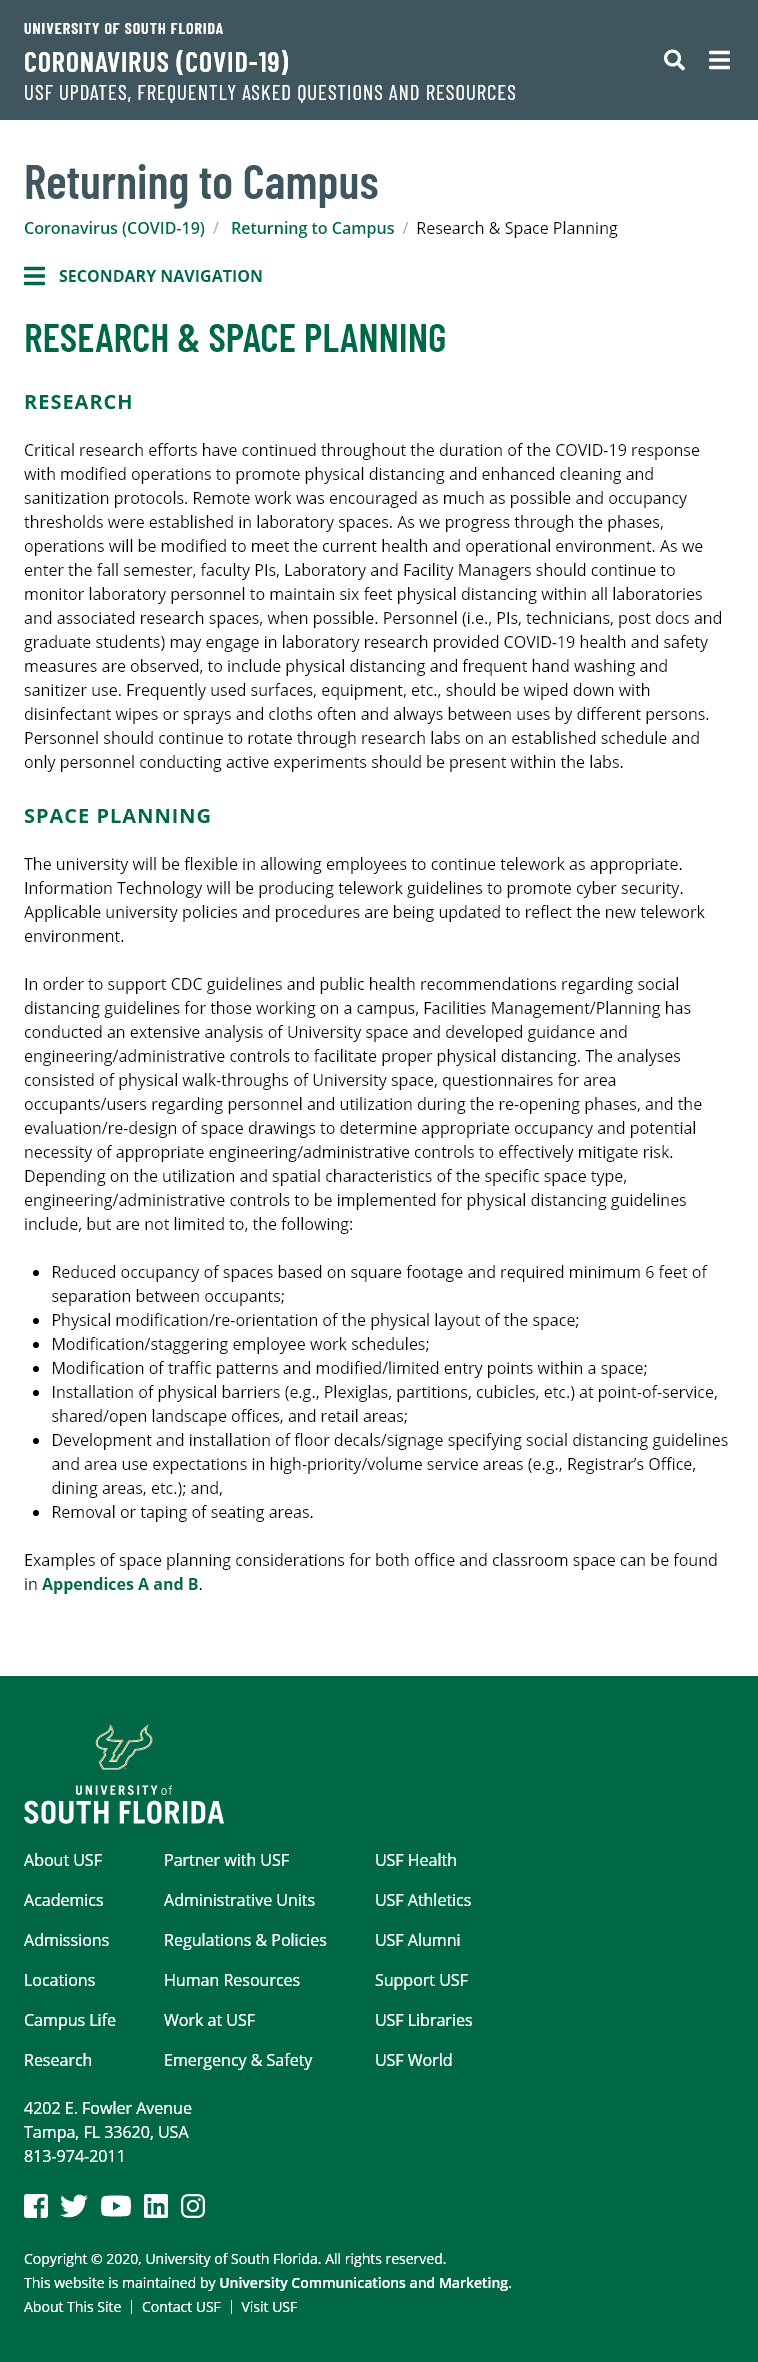 UNIVERSITY OF SOUTH FLORIDA
CORONAVIRUS (COVID-19)
USF UPDATES, FREQUENTLY ASKED QUESTIONS AND RESOURCES
Returning to Campus
Coronavirus (COVID-19) / Returning to Campus / Research & Space Planning
SECONDARY NAVIGATION
RESEARCH & SPACE PLANNING
RESEARCH
Critical research efforts have continued throughout the duration of the COVID-19 response
with modified operations to promote physical distancing and enhanced cleaning and
sanitization protocols. Remote work was encouraged as much as possible and occupancy
thresholds were established in laboratory spaces. As we progress through the phases,
operations will be modified to meet the current health and operational environment. As we
enter the fall semester, faculty PIs, Laboratory and Facility Managers should continue to
monitor laboratory personnel to maintain six feet physical distancing within all laboratories
and associated research spaces, when possible. Personnel (i.e., PIs, technicians, post docs and
graduate students) may engage in laboratory research provided COVID-19 health and safety
measures are observed, to include physical distancing and frequent hand washing and
sanitizer use. Frequently used surfaces, equipment, etc., should be wiped down with
disinfectant wipes or sprays and cloths often and always between uses by different persons.
Personnel should continue to rotate through research labs on an established schedule and
only personnel conducting active experiments should be present within the labs.
SPACE PLANNING
The university will be flexible in allowing employees to continue telework as appropriate.
Information Technology will be producing telework guidelines to promote cyber security.
Applicable university policies and procedures are being updated to reflect the new telework
environment.
In order to support CDC guidelines and public health recommendations regarding social
distancing guidelines for those working on a campus, Facilities Management/Planning has
conducted an extensive analysis of University space and developed guidance and
engineering/administrative controls to facilitate proper physical distancing. The analyses
consisted of physical walk-throughs of University space, questionnaires for area
occupants/users regarding personnel and utilization during the re-opening phases, and the
evaluation/re-design of space drawings to determine appropriate occupancy and potential
necessity of appropriate engineering/administrative controls to effectively mitigate risk.
Depending on the utilization and spatial characteristics of the specific space type,
engineering/administrative controls to be implemented for physical distancing guidelines
include, but are not limited to, the following:
• Reduced occupancy of spaces based on square footage and required minimum 6 feet of
separation between occupants;
• Physical modification/re-orientation of the physical layout of the space;
• Modification/staggering employee work schedules;
• Modification of traffic patterns and modified/limited entry points within a space;
• Installation of physical barriers (e.g., Plexiglas, partitions, cubicles, etc.) at point-of-service,
shared/open landscape offices, and retail areas;
• Development and installation of floor decals/signage specifying social distancing guidelines
and area use expectations in high-priority/volume service areas (e.g., Registrar’s Office,
dining areas, etc.); and,
• Removal or taping of seating areas.
Examples of space planning considerations for both office and classroom space can be found
in Appendices A and B.
UNIVERSITY of
SOUTH FLORIDA
About USF
Academics
Admissions
Locations
Campus Life
Research
Partner with USF
Administrative Units
Regulations & Policies
Human Resources
Work at USF
Emergency & Safety
USF Health
USF Athletics
USF Alumni
Support USF
USF Libraries
USF World
4202 E. Fowler Avenue
Tampa, FL 33620, USA
813-974-2011
Copyright © 2020, University of South Florida. All rights reserved.
This website is maintained by University Communications and Marketing.
About This Site | Contact USF | Visit USF